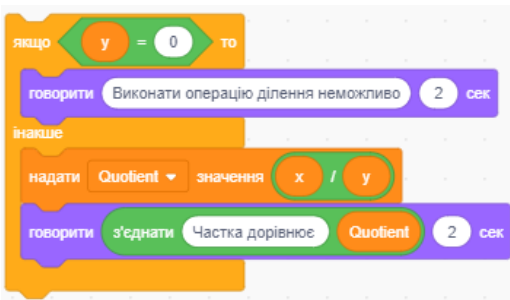 якщо y = 0 то
говорити Виконати операцію ділення неможливо 2 сек
інакше
надати Quotient значення x / y
говорити з'єднати Частка дорівнює Quotient 2 сек